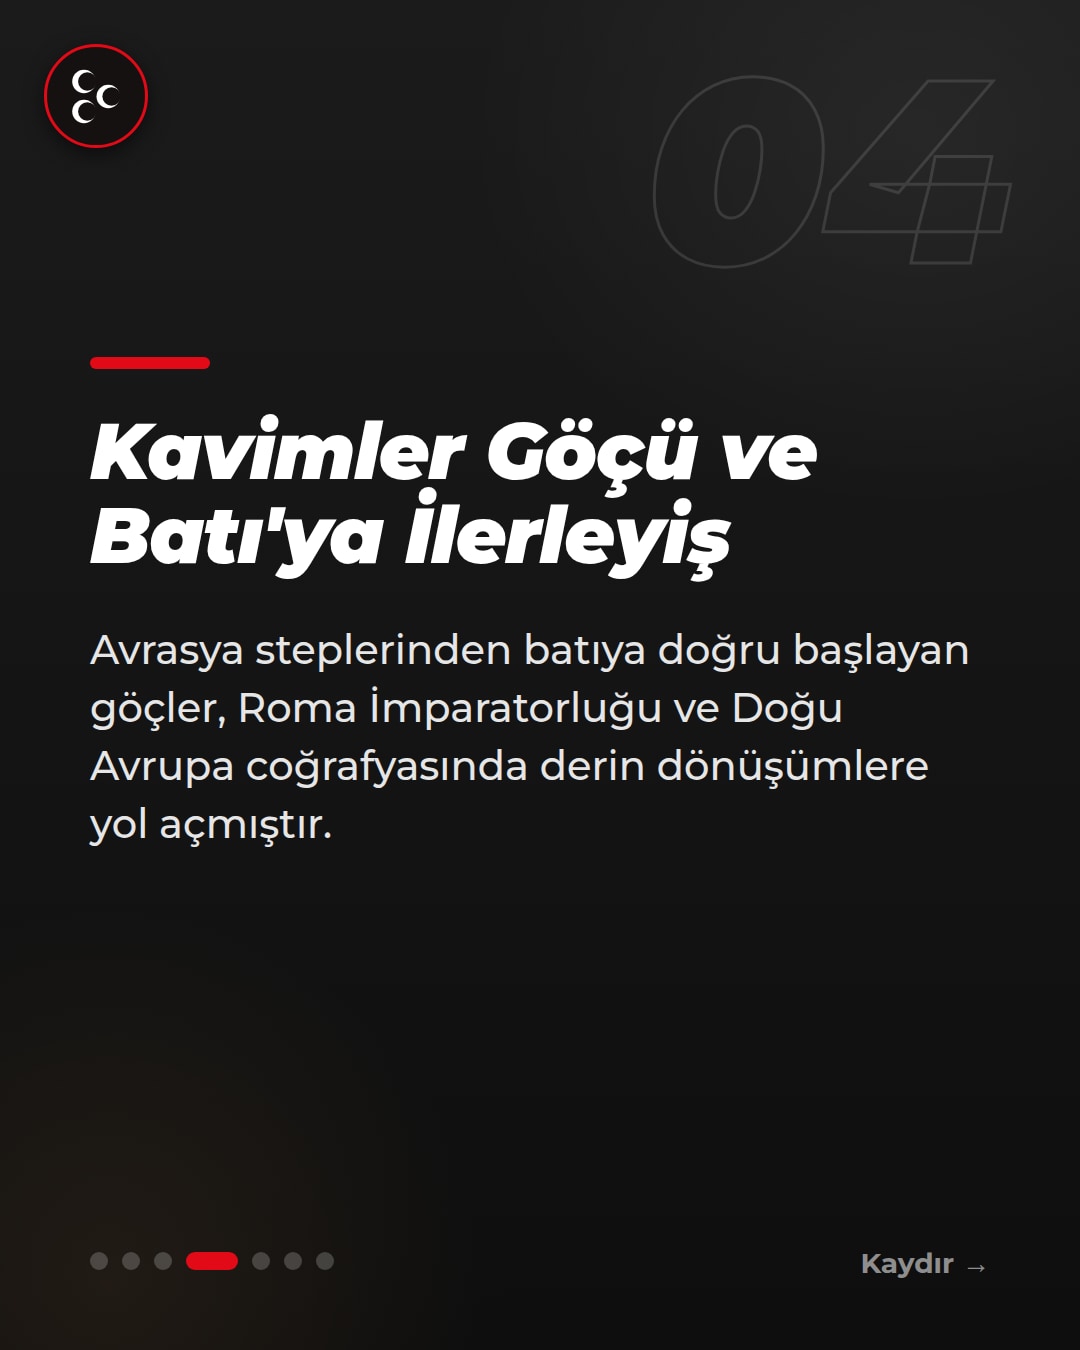 04
Kavimler Göçü ve
Batı'ya İlerleyiş
Avrasya steplerinden batıya doğru başlayan
göçler, Roma İmparatorluğu ve Doğu
Avrupa coğrafyasında derin dönüşümlere
yol açmıştır.
Kaydır →